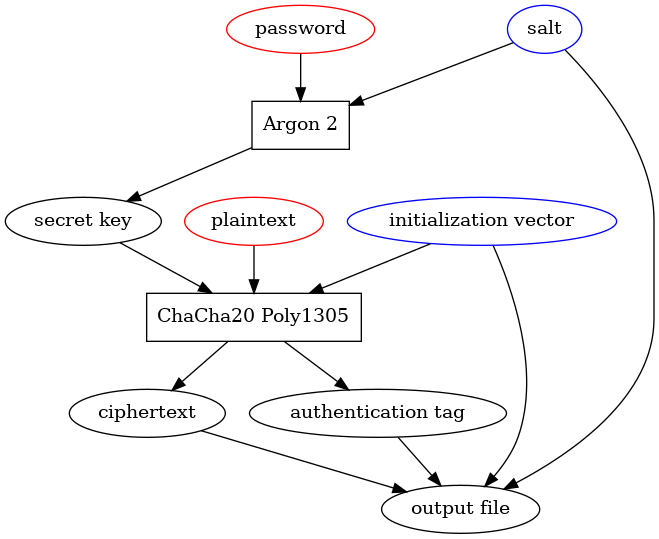 password
salt
Argon 2
secret key
plaintext
initialization vector
ChaCha20 Poly1305
ciphertext
authentication tag
output file